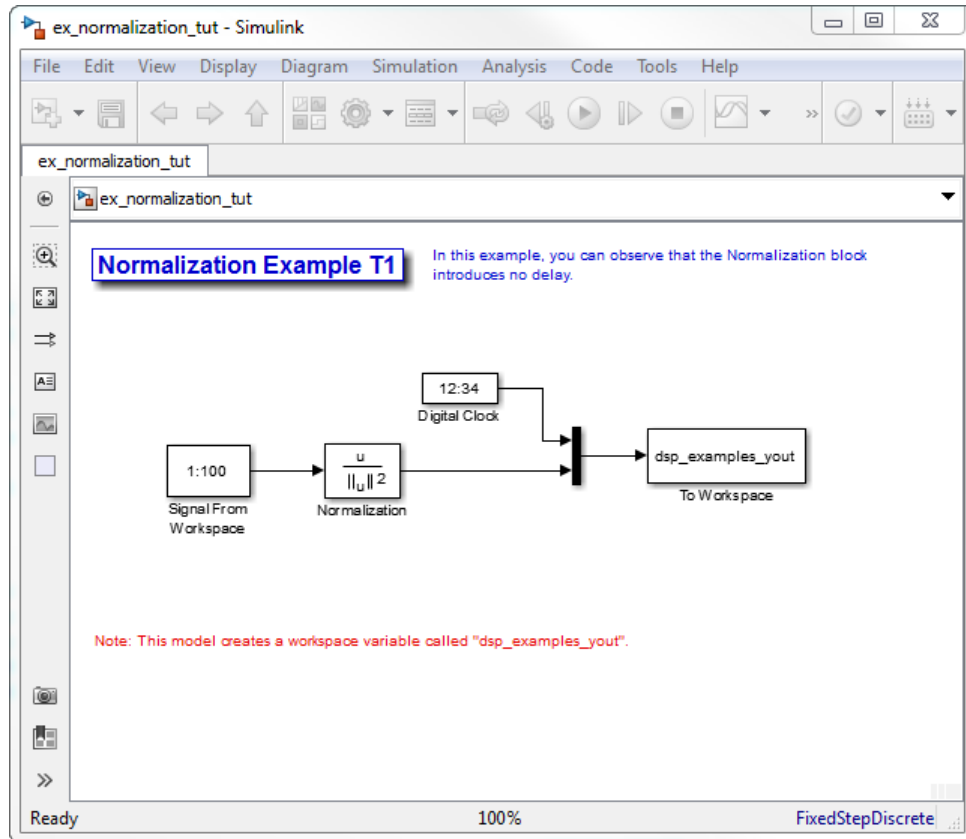 ex_normalization_tut - Simulink
File Edit View Display Diagram Simulation Analysis Code Tools Help
ex_normalization_tut
ex_normalization_tut
Normalization Example T1
In this example, you can observe that the Normalization block
introduces no delay.
12:34
Digital Clock
1:100
Signal From
Workspace
u
||u||2
Normalization
dsp_examples_yout
To Workspace
Note: This model creates a workspace variable called "dsp_examples_yout".
Ready 100% FixedStepDiscrete